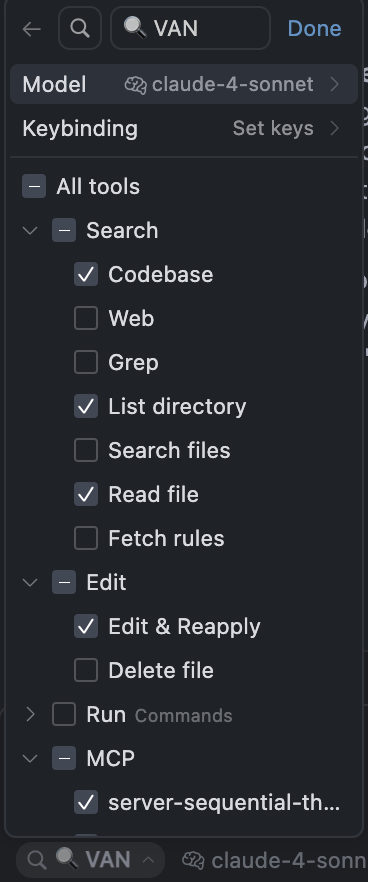 VAN Done
Model claude-4-sonnet
Keybinding Set keys
All tools
Search
Codebase
Web
Grep
List directory
Search files
Read file
Fetch rules
Edit
Edit & Reapply
Delete file
Run Commands
MCP
server-sequential-th...
VAN claude-4-sonn